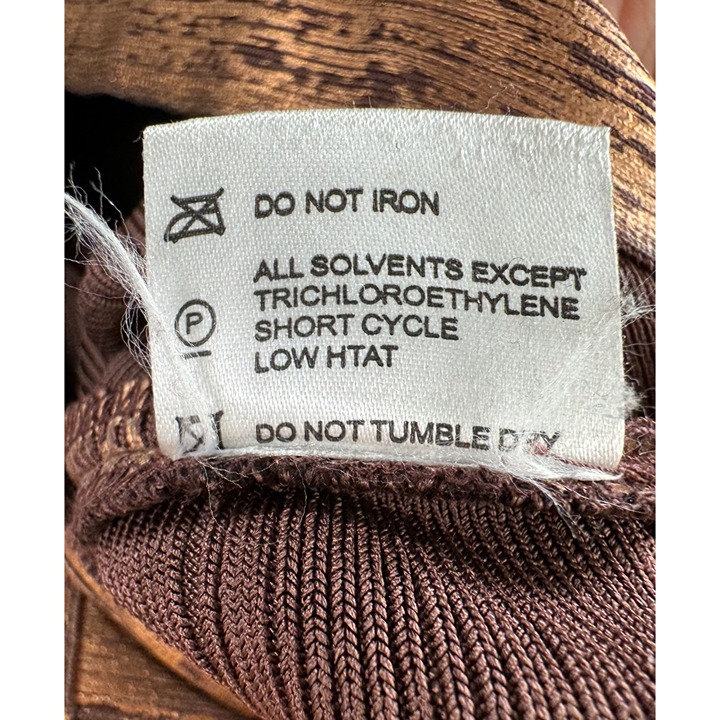 DO NOT IRON
ALL SOLVENTS EXCEPT
TRICHLOROETHYLENE
P
SHORT CYCLE
LOW HTAT
DO NOT TUMBLE DRY